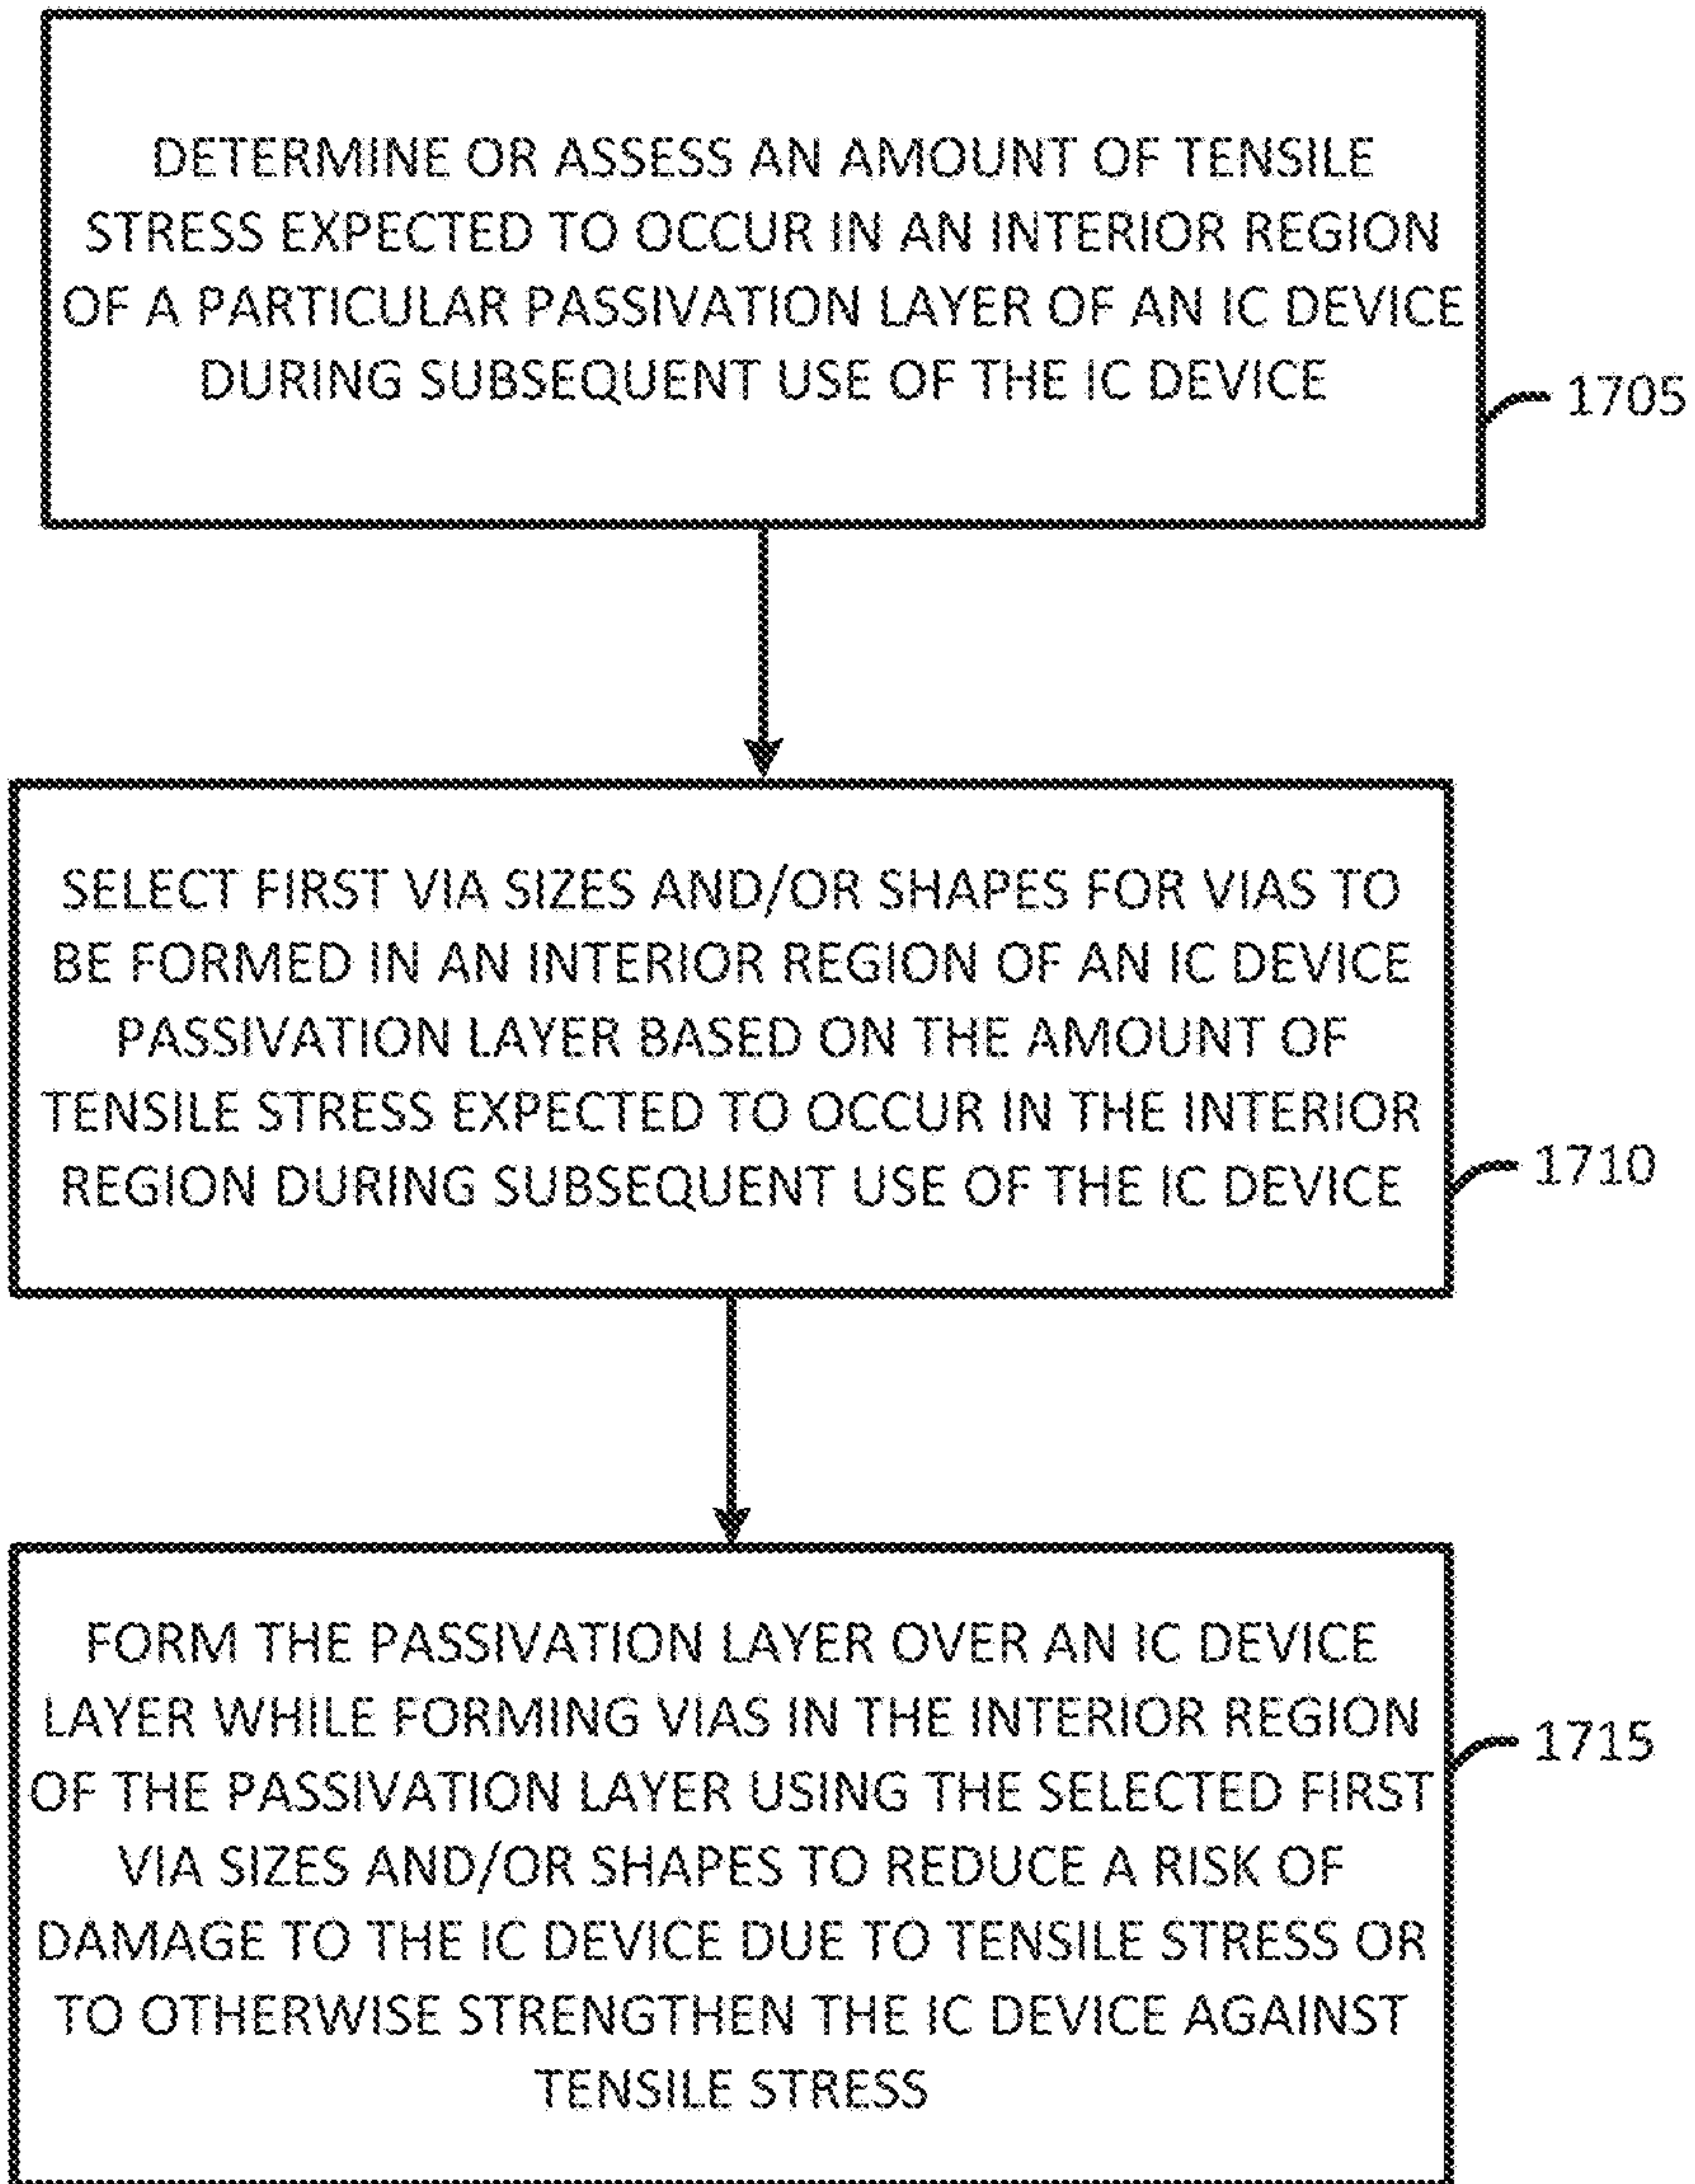 DETERMINE OR ASSESS AN AMOUNT OF TENSILE
STRESS EXPECTED TO OCCUR IN AN INTERIOR REGION
OF A PARTICULAR PASSIVATION LAYER OF AN IC DEVICE
DURING SUBSEQUENT USE OF THE IC DEVICE
1705
SELECT FIRST VIA SIZES AND/OR SHAPES FOR VIAS TO
BE FORMED IN AN INTERIOR REGION OF AN IC DEVICE
PASSIVATION LAYER BASED ON THE AMOUNT OF
TENSILE STRESS EXPECTED TO OCCUR IN THE INTERIOR
REGION DURING SUBSEQUENT USE OF THE IC DEVICE
1710
FORM THE PASSIVATION LAYER OVER AN IC DEVICE
LAYER WHILE FORMING VIAS IN THE INTERIOR REGION
OF THE PASSIVATION LAYER USING THE SELECTED FIRST
VIA SIZES AND/OR SHAPES TO REDUCE A RISK OF
DAMAGE TO THE IC DEVICE DUE TO TENSILE STRESS OR
TO OTHERWISE STRENGTHEN THE IC DEVICE AGAINST
TENSILE STRESS
1715